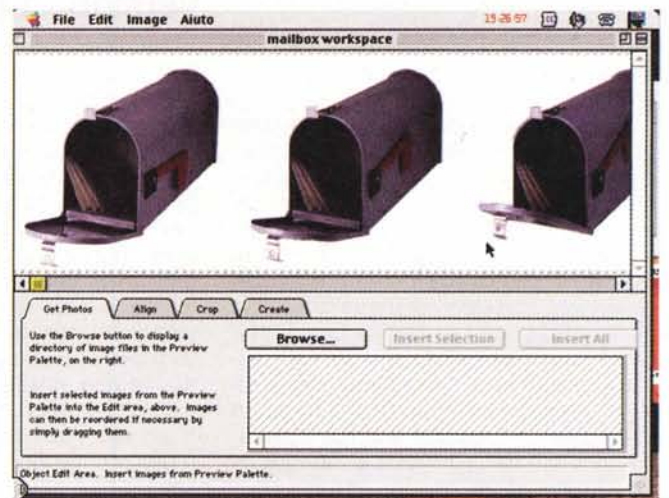 File Edit Image Aiuto
mailbox workspace
Get Photos Align Crop Create
Use the Browse button to display a
directory of image files in the Preview
Palette, on the right.
Browse... Insert Selection Insert All
Insert selected images from the Preview
Palette into the Edit area, above. Images
can then be reordered if necessary by
simply dragging them.
Object Edit Area. Insert Images from Preview Palette.